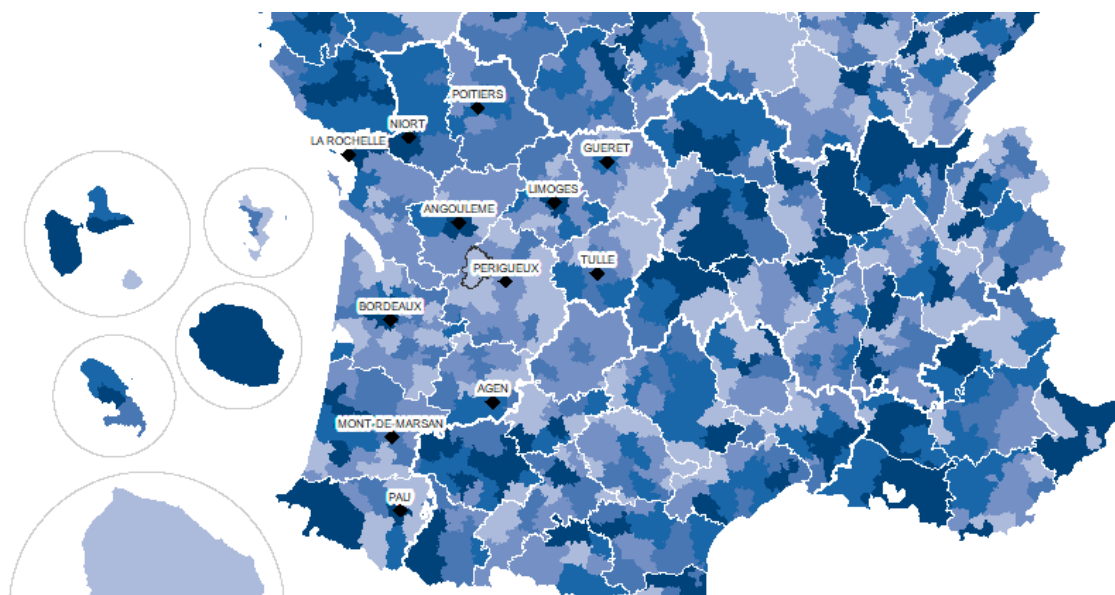 POITIERS
NIORT
LA ROCHELLE
GUERET
LIMOGES
ANGOULEME
PERIGUEUX
TULLE
BORDEAUX
AGEN
MONT-DE-MARSAN
PAU